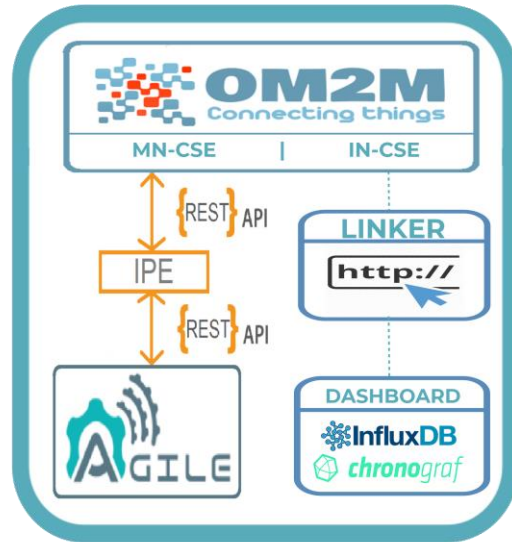 OM2M
Connecting things
MN-CSE | IN-CSE
{REST} API
IPE
{REST} API
AGILE
LINKER
http://
DASHBOARD
InfluxDB
chronograf